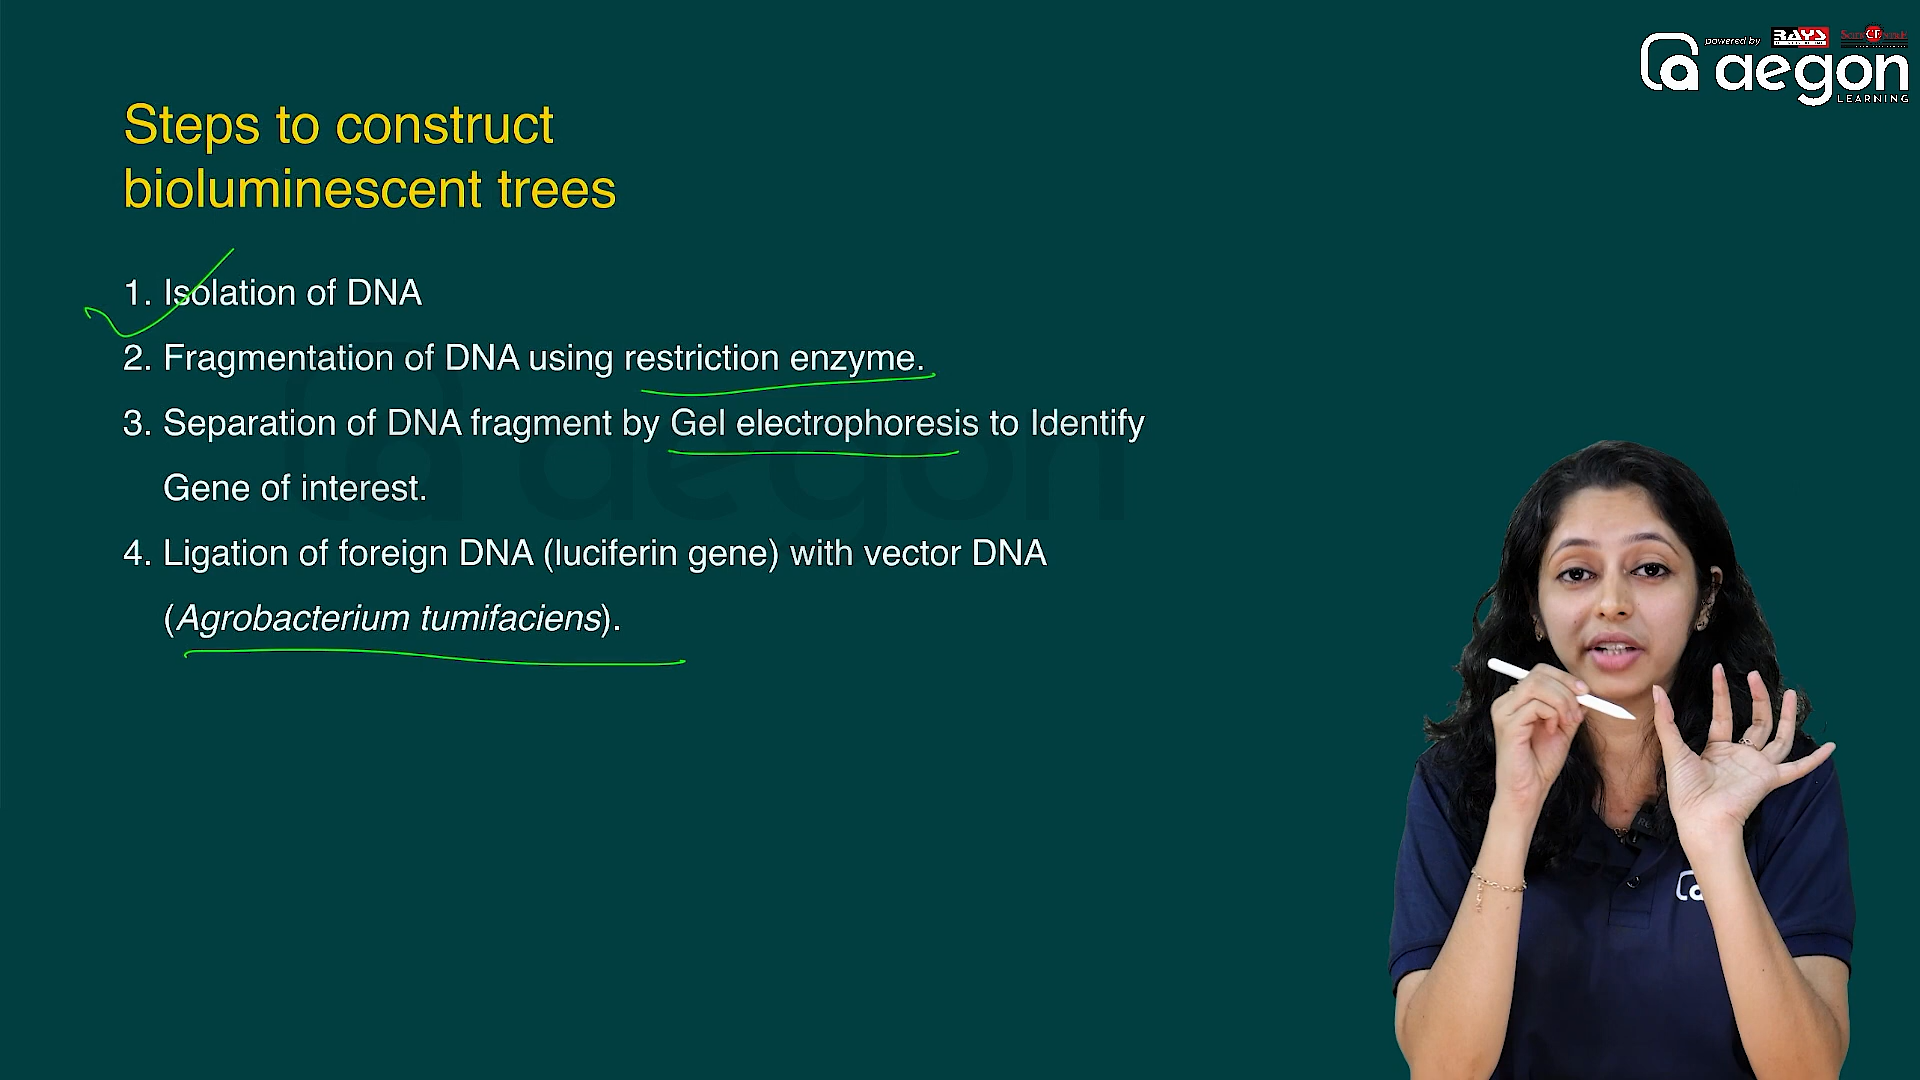 powered by RAYS
aegon
LEARNING
Steps to construct
bioluminescent trees
1. Isolation of DNA
2. Fragmentation of DNA using restriction enzyme.
3. Separation of DNA fragment by Gel electrophoresis to Identify
Gene of interest.
4. Ligation of foreign DNA (luciferin gene) with vector DNA
(Agrobacterium tumifaciens).